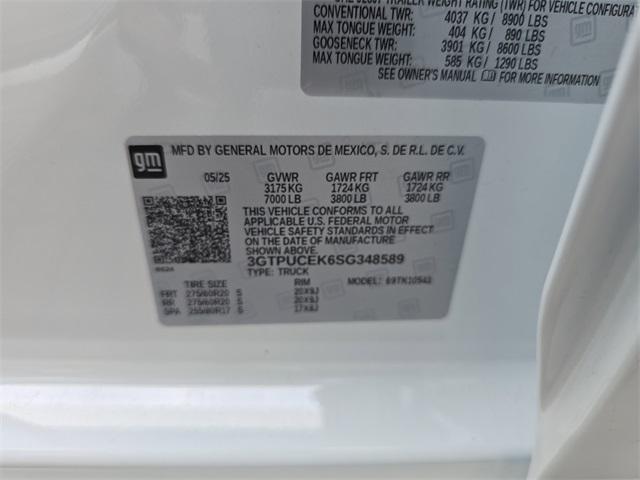 TRAILER WEIGHT RATING (TWR) FOR VEHICLE CONFIGURAT
CONVENTIONAL TWR: 4037 KG / 8900 LBS
MAX TONGUE WEIGHT: 404 KG / 890 LBS
GOOSENECK TWR: 3901 KG / 8600 LBS
MAX TONGUE WEIGHT: 585 KG / 1290 LBS
SEE OWNER'S MANUAL FOR MORE INFORMATION
gm MFD BY GENERAL MOTORS DE MEXICO, S. DE R.L. DE C.V.
05/25 GVWR GAWR FRT GAWR RR
3175 KG 1724 KG 1724 KG
7000 LB 3800 LB 3800 LB
THIS VEHICLE CONFORMS TO ALL
APPLICABLE U.S. FEDERAL MOTOR
VEHICLE SAFETY STANDARDS IN
EFFECT ON THE DATE OF
MANUFACTURE SHOWN ABOVE.
3GTPUCEK6SG348589
TYPE: TRUCK MODEL: 69TK10543
TIRE SIZE RIM
FRT 275/60R20 S 20X9J
RR 275/60R20 S 20X9J
SPA 255/80R17 S 17X8J